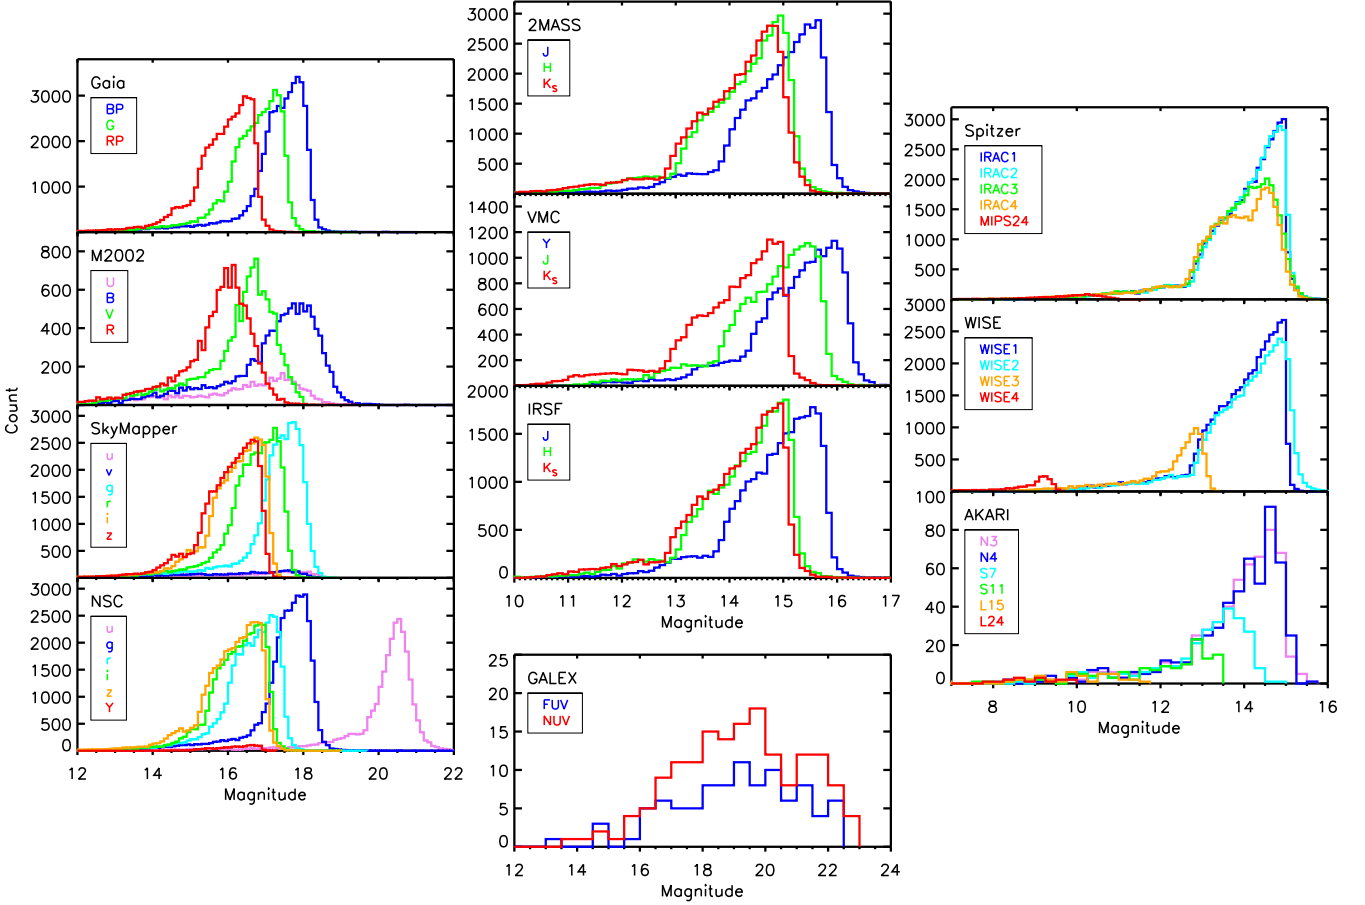 Count
Gaia
BP
G
RP
3000
2000
1000
M2002
U
B
V
R
800
600
400
200
SkyMapper
u
v
g
r
i
z
3000
2500
2000
1500
1000
500
NSC
u
g
r
i
z
Y
3000
2500
2000
1500
1000
500
0
12 14 16 18 20 22
Magnitude
2MASS
J
H
Ks
3000
2500
2000
1500
1000
500
VMC
Y
J
Ks
1400
1200
1000
800
600
400
200
IRSF
J
H
Ks
2000
1500
1000
500
0
10 11 12 13 14 15 16 17
Magnitude
GALEX
FUV
NUV
25
20
15
10
5
0
12 14 16 18 20 22 24
Magnitude
Spitzer
IRAC1
IRAC2
IRAC3
IRAC4
MIPS24
3000
2500
2000
1500
1000
500
WISE
WISE1
WISE2
WISE3
WISE4
3000
2500
2000
1500
1000
500
AKARI
N3
N4
S7
S11
L15
L24
100
80
60
40
20
0
8 10 12 14 16
Magnitude